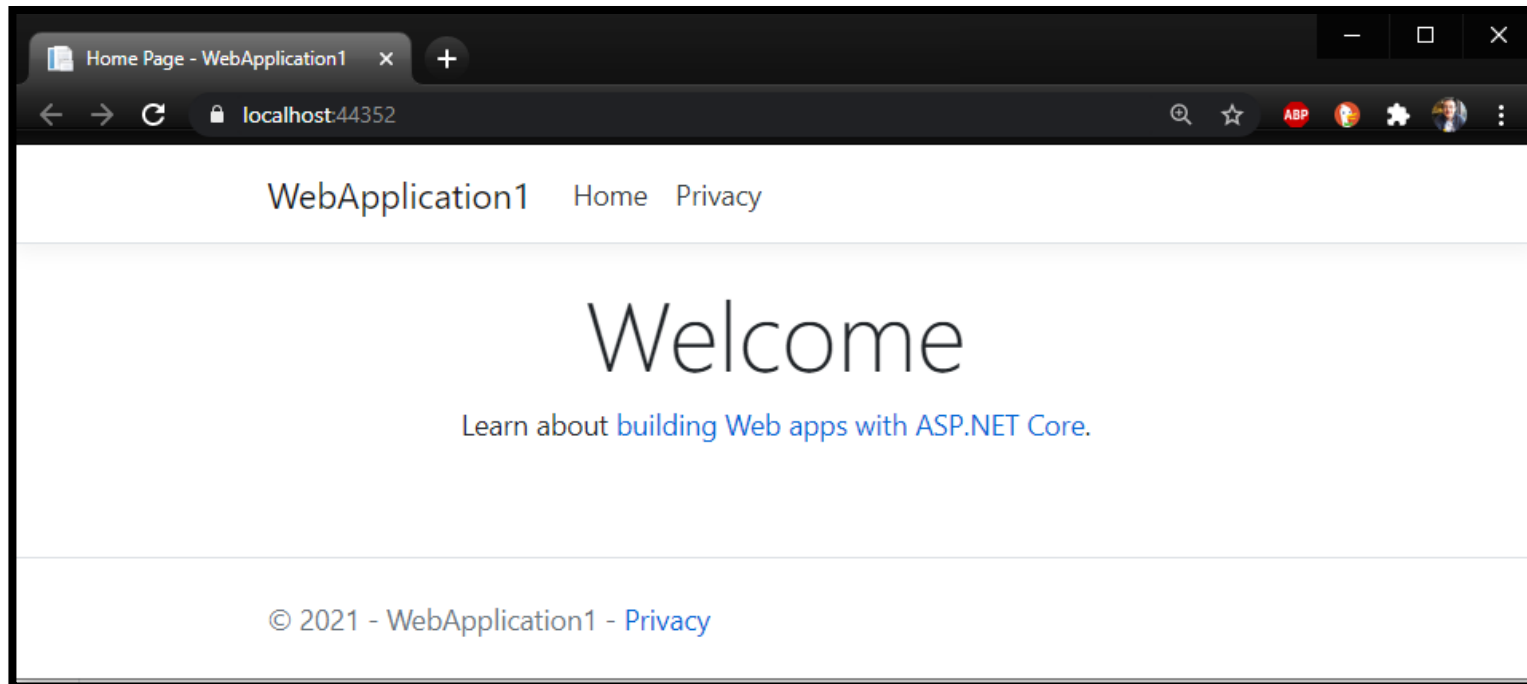 Home Page - WebApplication1
localhost:44352
ABP
WebApplication1 Home Privacy
Welcome
Learn about building Web apps with ASP.NET Core.
© 2021 - WebApplication1 - Privacy